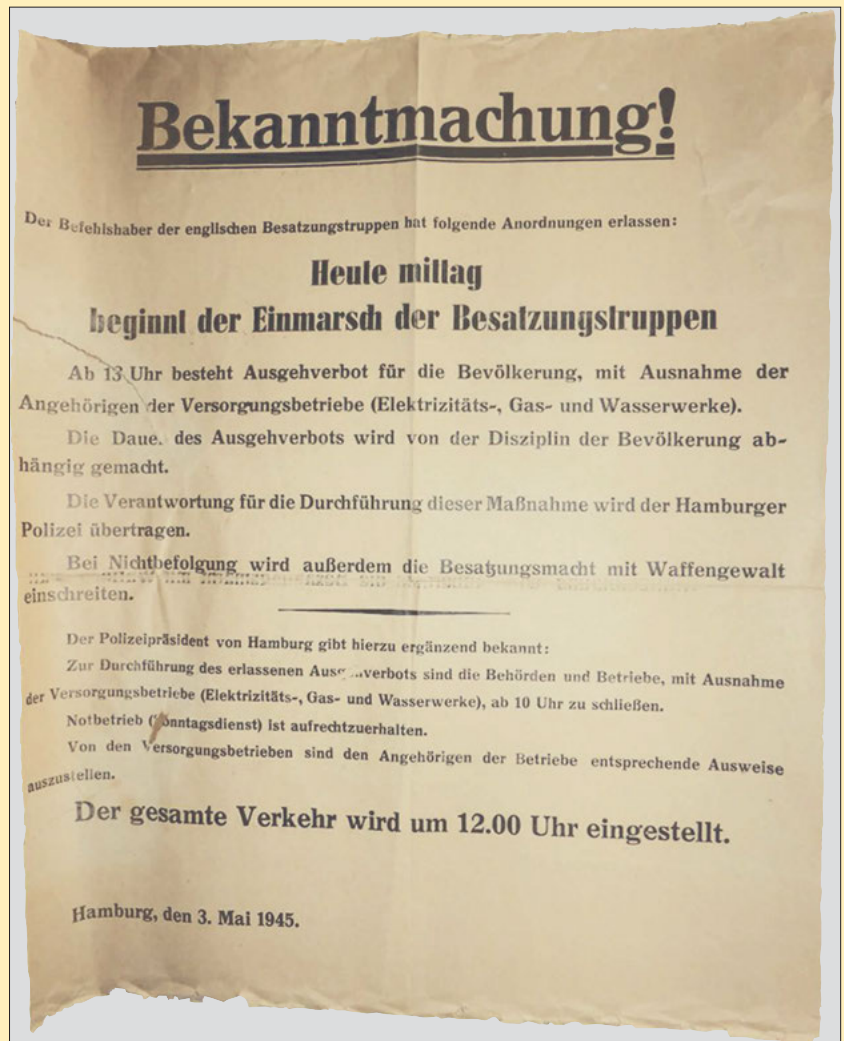 Bekanntmachung!
Der Befehlshaber der englischen Besatzungstruppen hat folgende Anordnungen erlassen:
Heute mittag
beginnt der Einmarsch der Besatzungstruppen
Ab 13 Uhr besteht Ausgehverbot für die Bevölkerung, mit Ausnahme der
Angehörigen der Versorgungsbetriebe (Elektrizitäts-, Gas- und Wasserwerke).
Die Daue. des Ausgehverbots wird von der Disziplin der Bevölkerung ab-
hängig gemacht.
Die Verantwortung für die Durchführung dieser Maßnahme wird der Hamburger
Polizei übertragen.
Bei Nichtbefolgung wird außerdem die Besatzungsmacht mit Waffengewalt
einschreiten.
Der Polizeipräsident von Hamburg gibt hierzu ergänzend bekannt:
Zur Durchführung des erlassenen sind die Behörden und Betriebe, mit Ausnahme
der Versorgungsbetriebe (Elektrizitäts-, Gas- und Wasserwerke), ab 10 Uhr zu schließen.
Notbetrieb (Sonntagsdienst) ist aufrechtzuerhalten.
Von den Versorgungsbetrieben sind den Angehörigen der Betriebe entsprechende Ausweise
auszustellen.
Der gesamte Verkehr wird um 12.00 Uhr eingestellt.
Hamburg, den 3. Mai 1945.